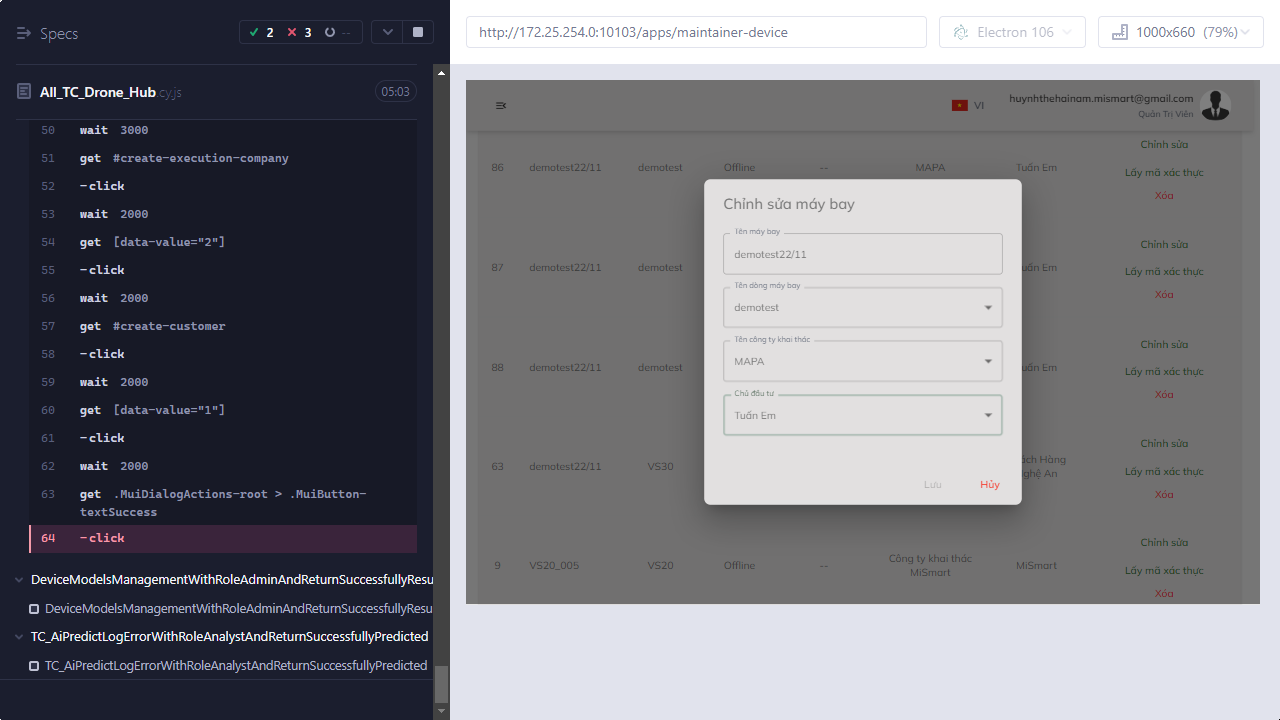 Specs
2
3
--
All_TC_Drone_Hub.cy.js
05:03
50 wait 3000
51 get #create-execution-company
52 -click
53 wait 2000
54 get [data-value="2"]
55 -click
56 wait 2000
57 get #create-customer
58 -click
59 wait 2000
60 get [data-value="1"]
61 -click
62 wait 2000
63 get .MuiDialogActions-root > .MuiButton-
textSuccess
64 -click
DeviceModelsManagementWithRoleAdminAndReturnSuccessfullyResu
DeviceModelsManagementWithRoleAdminAndReturnSuccessfullyResu
TC_AiPredictLogErrorWithRoleAnalystAndReturnSuccessfullyPredicted
TC_AiPredictLogErrorWithRoleAnalystAndReturnSuccessfullyPredicted
http://172.25.254.0:10103/apps/maintainer-device
Electron 106
1000x660 (79%)
VI
huynhthehainam.mismart@gmail.com
Quản Trị Viên
86 demotest22/11 demotest Offline -- MAPA Tuấn Em
Chỉnh sửa
Lấy mã xác thực
Xóa
87 demotest22/11 demotest
uấn Em
Chỉnh sửa
Lấy mã xác thực
Xóa
88 demotest22/11 demotest
uấn Em
Chỉnh sửa
Lấy mã xác thực
Xóa
63 demotest22/11 VS30
ách Hàng
ghệ An
Chỉnh sửa
Lấy mã xác thực
Xóa
9 VS20_005 VS20 Offline --
Công ty khai thác
MiSmart
MiSmart
Chỉnh sửa
Lấy mã xác thực
Xóa
Chỉnh sửa máy bay
Tên máy bay
demotest22/11
Tên dòng máy bay
demotest
Tên công ty khai thác
MAPA
Chủ đầu tư
Tuấn Em
Lưu
Hủy